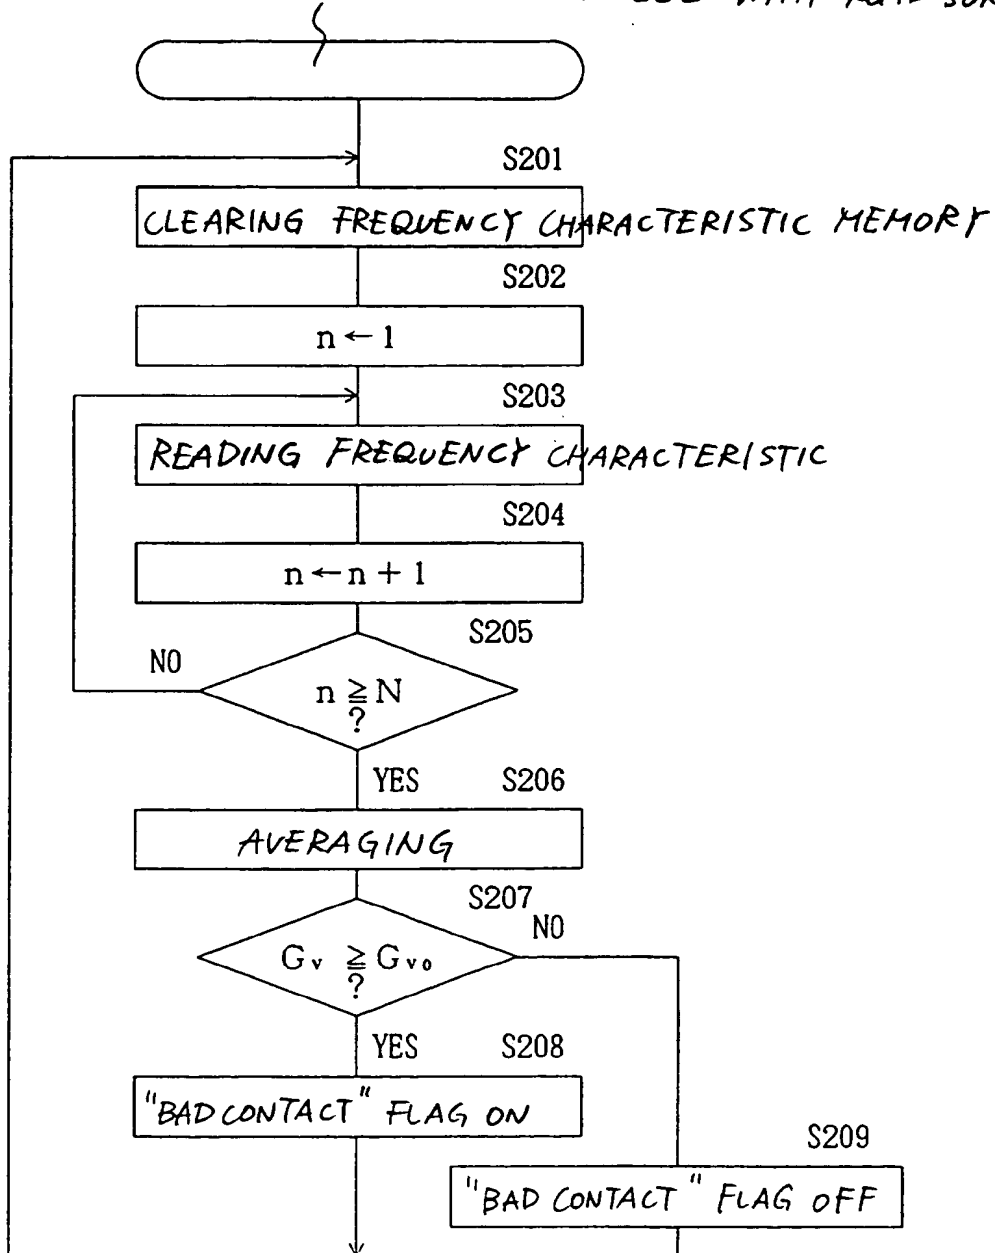 WITH
S201
CLEARING FREQUENCY CHARACTERISTIC MEMORY
S202
n ← 1
S203
READING FREQUENCY CHARACTERISTIC
S204
n ← n + 1
S205
NO
n ≧ N
?
YES
S206
AVERAGING
S207
NO
Gv ≧ Gv0
?
YES
S208
"BAD CONTACT" FLAG ON
S209
"BAD CONTACT" FLAG OFF